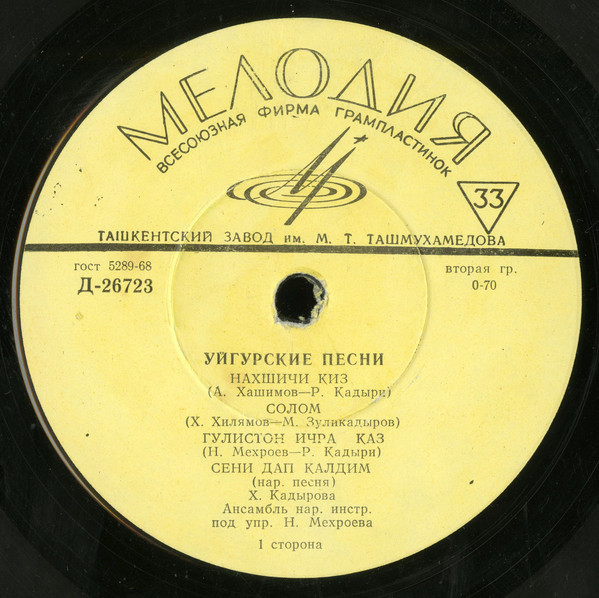 МЕЛОДИЯ
ВСЕСОЮЗНАЯ ФИРМА ГРАМПЛАСТИНОК
33
ТАШКЕНТСКИЙ ЗАВОД им. М. Т. ТАШМУХАМЕДОВА
гост 5289-68
вторая гр.
Д-26723
0-70
УЙГУРСКИЕ ПЕСНИ
НАХШИЧИ КИЗ
(А. Хашимов—Р. Кадыри)
СОЛОМ
(Х. Хилямов—М. Зуликадыров)
ГУЛИСТОН ИЧРА КАЗ
(Н. Мехроев—Р. Кадыри)
СЕНИ ДАП КАЛДИМ
(нар. песня)
Х. Кадырова
Ансамбль нар. инстр.
под упр. Н. Мехроева
1 сторона